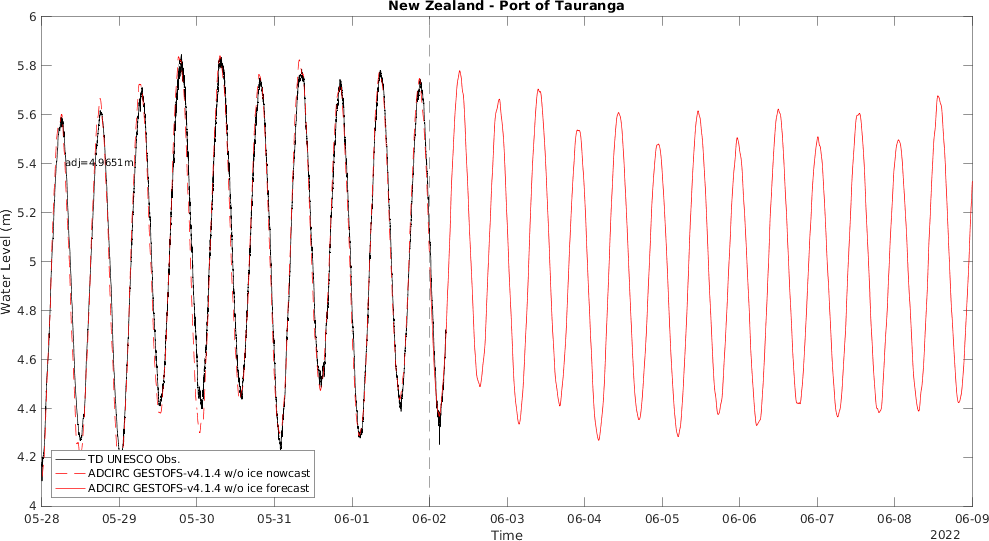 New Zealand - Port of Tauranga
6
5.8
5.6
5.4
5.2
5
4.8
4.6
4.4
4.2
4
Water Level (m)
adj=4.9651m
TD UNESCO Obs.
ADCIRC GESTOFS-v4.1.4 w/o ice nowcast
ADCIRC GESTOFS-v4.1.4 w/o ice forecast
05-28 05-29 05-30 05-31 06-01 06-02 06-03 06-04 06-05 06-06 06-07 06-08 06-09
Time
2022